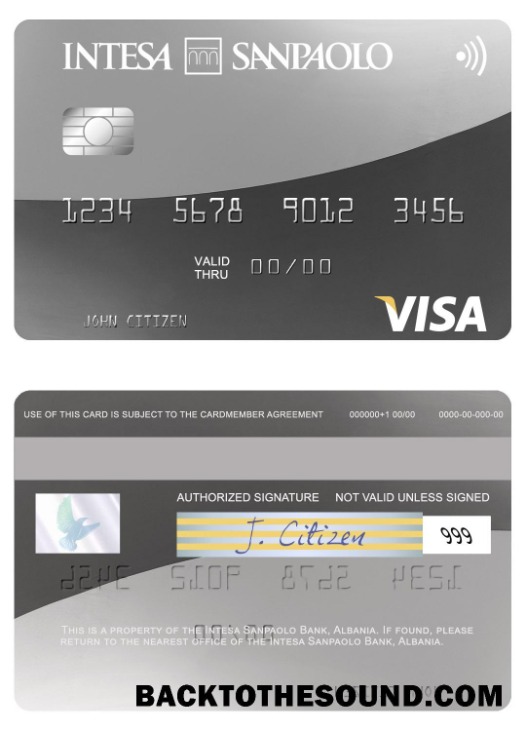 INTESA SANPAOLO
1234 5678 9012 3456
VALID
THRU 00/00
JOHN CITIZEN
VISA
USE OF THIS CARD IS SUBJECT TO THE CARDMEMBER AGREEMENT 000000+1 00/00 0000-00-000-00
AUTHORIZED SIGNATURE NOT VALID UNLESS SIGNED
J. Citizen 999
THIS IS A PROPERTY OF THE INTESA SANPAOLO BANK, ALBANIA. IF FOUND, PLEASE
RETURN TO THE NEAREST OFFICE OF THE INTESA SANPAOLO BANK, ALBANIA.
BACKTOTHESOUND.COM